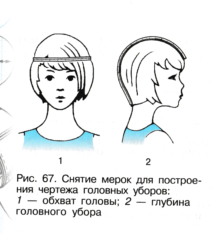 1 2
Рис. 67. Снятие мерок для построе-
ния чертежа головных уборов:
1 — обхват головы; 2 — глубина
головного убора